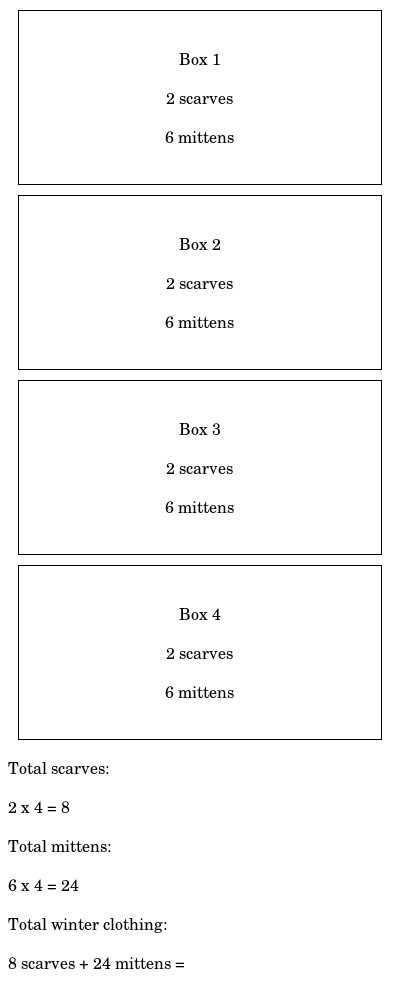 Box 1
2 scarves
6 mittens
Box 2
2 scarves
6 mittens
Box 3
2 scarves
6 mittens
Box 4
2 scarves
6 mittens
Total scarves:
2 x 4 = 8
Total mittens:
6 x 4 = 24
Total winter clothing:
8 scarves + 24 mittens =